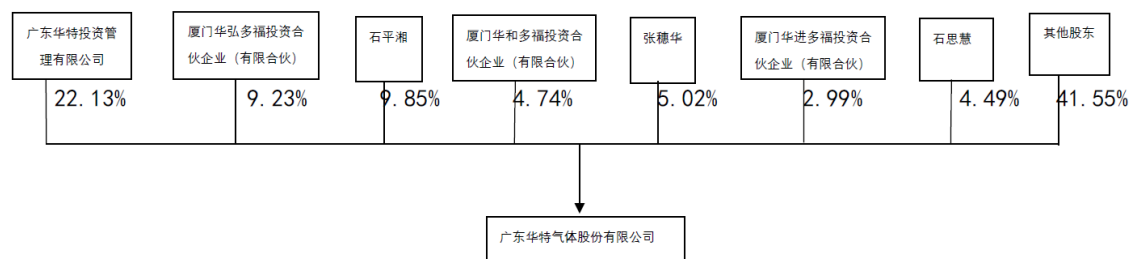 广东华特投资管
理有限公司
厦门华弘多福投资合
伙企业（有限合伙）
石平湘
厦门华和多福投资合
伙企业（有限合伙）
张穗华
厦门华进多福投资合
伙企业（有限合伙）
石思慧
其他股东
22.13%
9.23%
9.85%
4.74%
5.02%
2.99%
4.49%
41.55%
广东华特气体股份有限公司